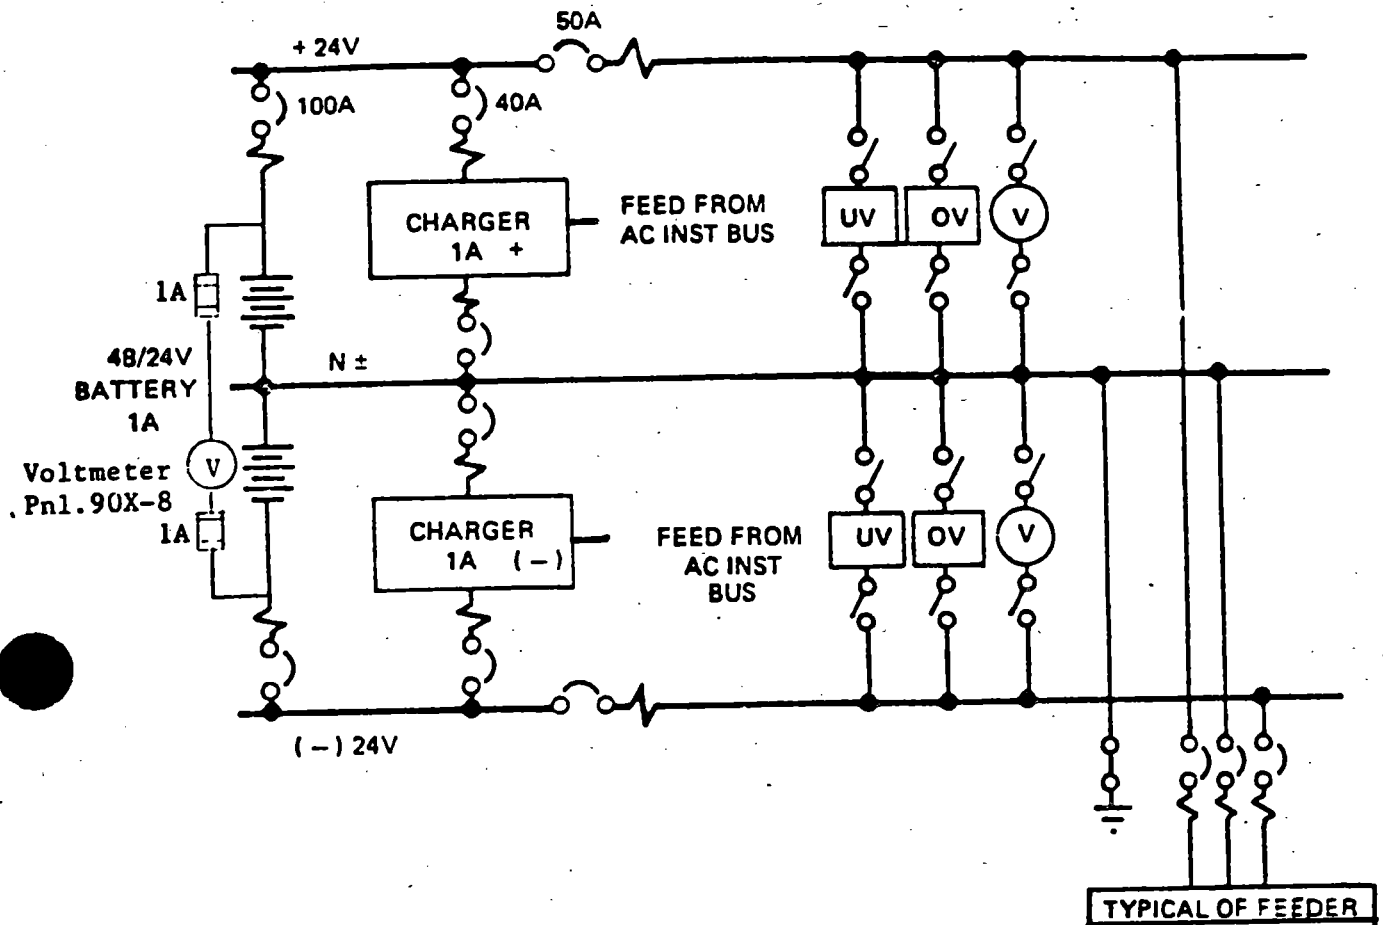 50A
+ 24V
100A
40A
CHARGER
1A +
FEED FROM
AC INST BUS
UV
OV
V
1A
48/24V
BATTERY
1A
N ±
Voltmeter
Pnl.90X-8
V
1A
CHARGER
1A (-)
FEED FROM
AC INST
BUS
UV
OV
V
(-) 24V
TYPICAL OF FEEDER